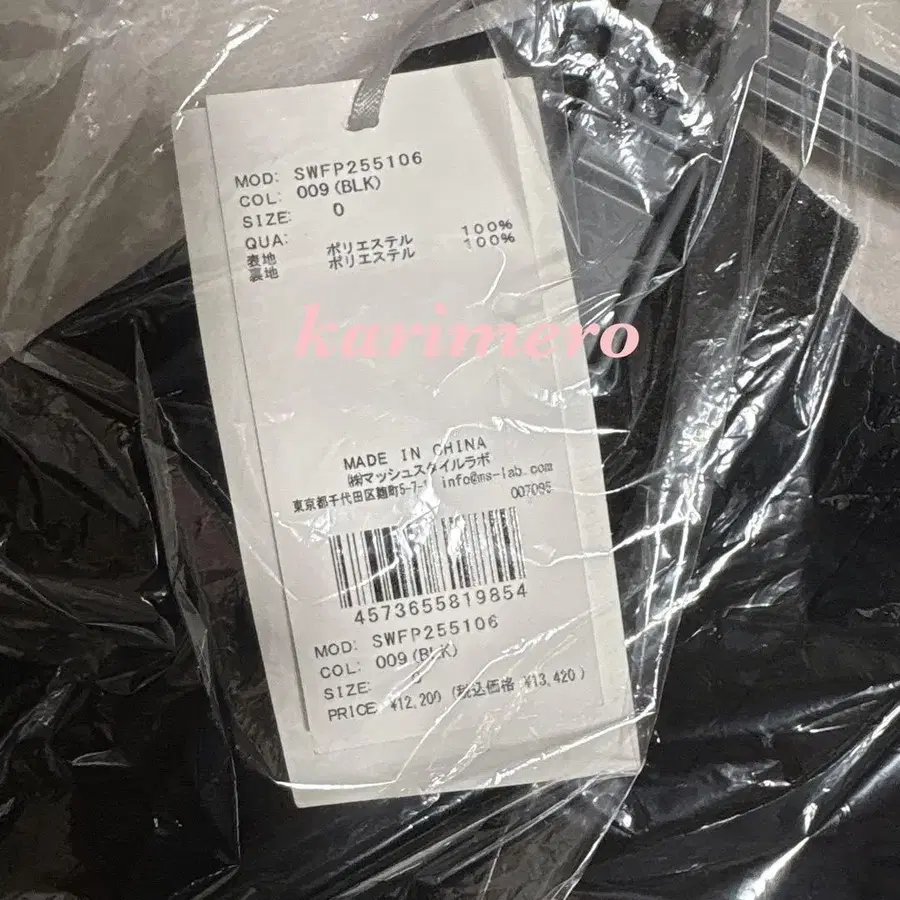 MOD: SWFP255106
COL: 009(BLK)
SIZE: 0
QUA:
表地 ポリエステル 100%
裏地 ポリエステル 100%
karimero
MADE IN CHINA
㈱マッシュスタイルラボ
東京都千代田区麹町5-7-1 info@ms-lab.com
007095
4573655819854
MOD: SWFP255106
COL: 009(BLK)
SIZE:
PRICE ¥12,200 (税込価格 ¥13,420)